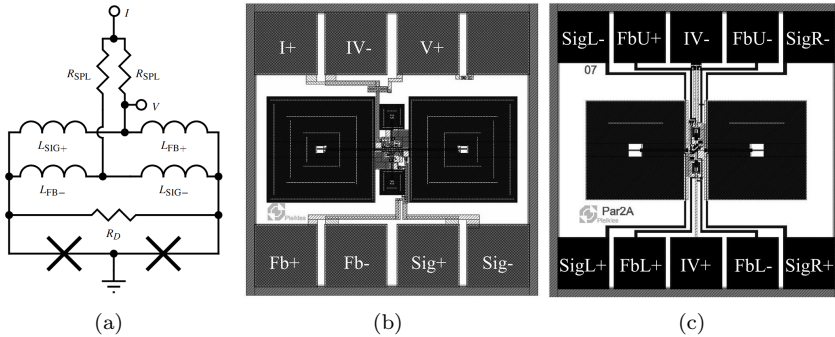 I
R_SPL R_SPL
V
L_SIG+ L_FB+
L_FB− L_SIG−
R_D
(a)
I+ IV- V+
Fb+ Fb- Sig+ Sig-
(b)
SigL- FbU+ IV- FbU- SigR-
07
Par2A
SigL+ FbL+ IV+ FbL- SigR+
(c)